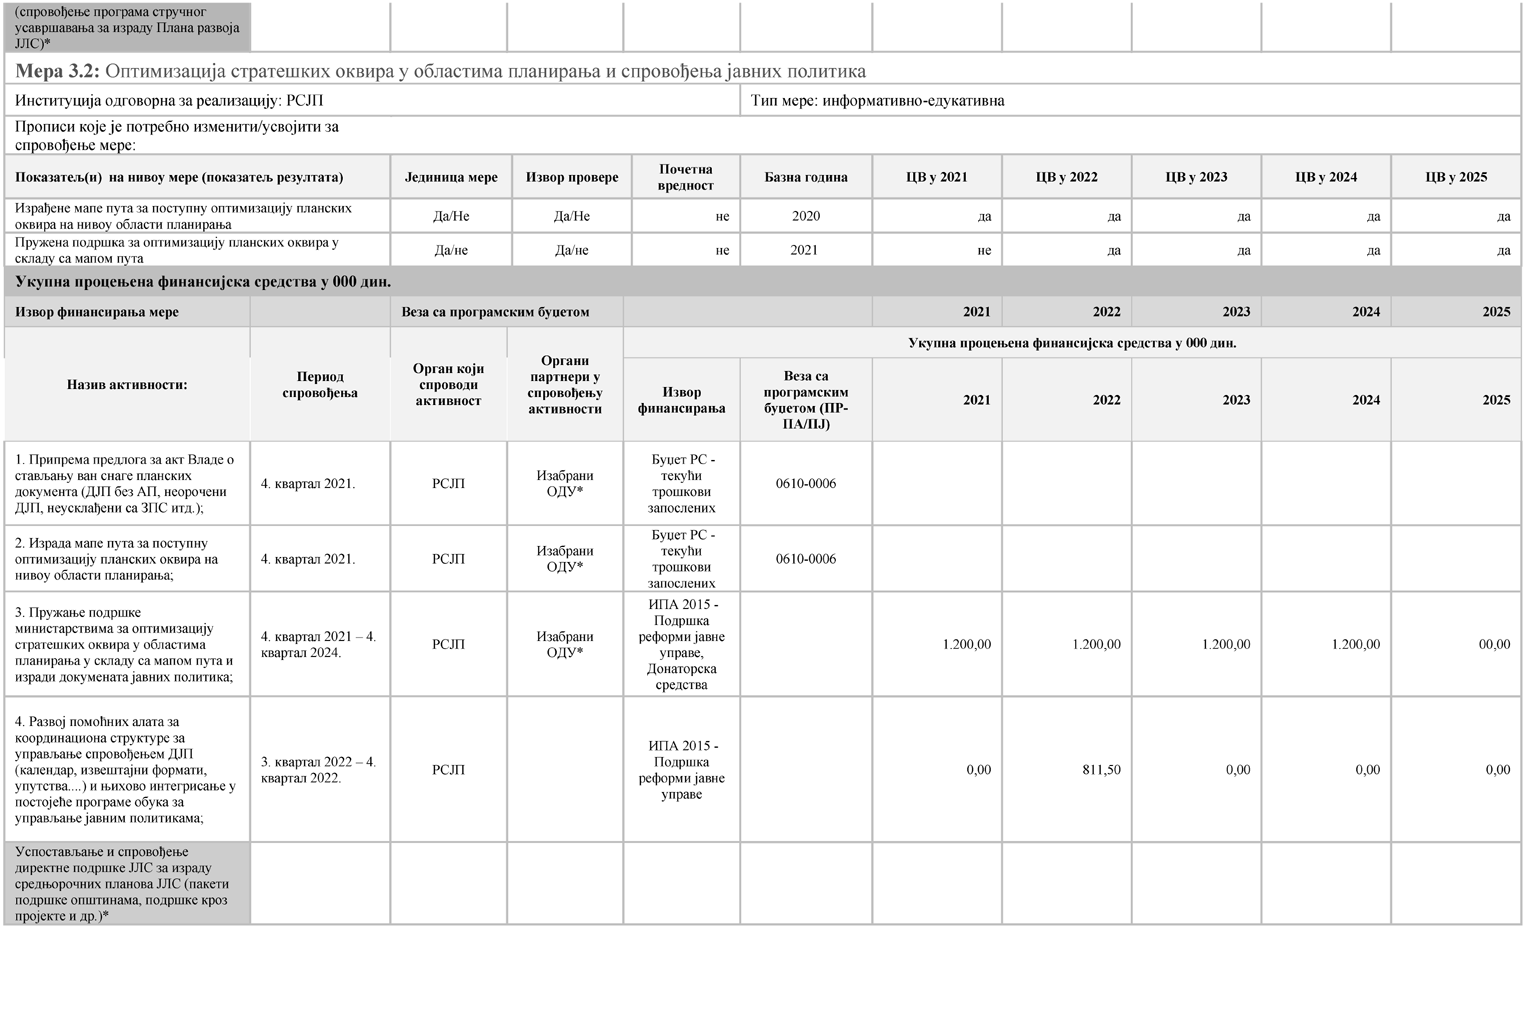 (спровођење програма стручног
усавршавања за израду Плана развоја
ЈЛС)*
Мера 3.2: Оптимизација стратешких оквира у областима планирања и спровођења јавних политика
Институција одговорна за реализацију: РСЈП
Тип мере: информативно-едукативна
Прописи које је потребно изменити/усвојити за
спровођење мере:
Показатељ(и) на нивоу мере (показатељ резултата)
Јединица мере
Извор провере
Почетна
вредност
Базна година
ЦВ у 2021
ЦВ у 2022
ЦВ у 2023
ЦВ у 2024
ЦВ у 2025
Израђене мапе пута за поступну оптимизацију планских
оквира на нивоу области планирања
Да/Не
Да/Не
не
2020
да
да
да
да
да
Пружена подршка за оптимизацију планских оквира у
складу са мапом пута
Да/не
Да/не
не
2021
не
да
да
да
да
Укупна процењена финансијска средства у 000 дин.
Извор финансирања мере
Веза са програмским буџетом
2021
2022
2023
2024
2025
Назив активности:
Период
спровођења
Орган који
спроводи
активност
Органи
партнери у
спровођењу
активности
Укупна процењена финансијска средства у 000 дин.
Извор
финансирања
Веза са
програмским
буџетом (ПР-
ПА/ПЈ)
2021
2022
2023
2024
2025
1. Припрема предлога за акт Владе о
стављању ван снаге планских
документа (ДЈП без АП, неорочени
ДЈП, неусклађени са ЗПС итд.);
4. квартал 2021.
РСЈП
Изабрани
ОДУ*
Буџет РС -
текући
трошкови
запослених
0610-0006
2. Израда мапе пута за поступну
оптимизацију планских оквира на
нивоу области планирања;
4. квартал 2021.
РСЈП
Изабрани
ОДУ*
Буџет РС -
текући
трошкови
запослених
0610-0006
3. Пружање подршке
министарствима за оптимизацију
стратешких оквира у областима
планирања у складу са мапом пута и
изради докумената јавних политика;
4. квартал 2021 – 4.
квартал 2024.
РСЈП
Изабрани
ОДУ*
ИПА 2015 -
Подршка
реформи јавне
управе,
Донаторска
средства
1.200,00
1.200,00
1.200,00
1.200,00
00,00
4. Развој помоћних алата за
координациона структуре за
управљање спровођењем ДЈП
(календар, извештајни формати,
упутства....) и њихово интегрисање у
постојеће програме обука за
управљање јавним политикама;
3. квартал 2022 – 4.
квартал 2022.
РСЈП
ИПА 2015 -
Подршка
реформи јавне
управе
0,00
811,50
0,00
0,00
0,00
Успостављање и спровођење
директне подршке ЈЛС за израду
средњорочних планова ЈЛС (пакети
подршке општинама, подршке кроз
пројекте и др.)*